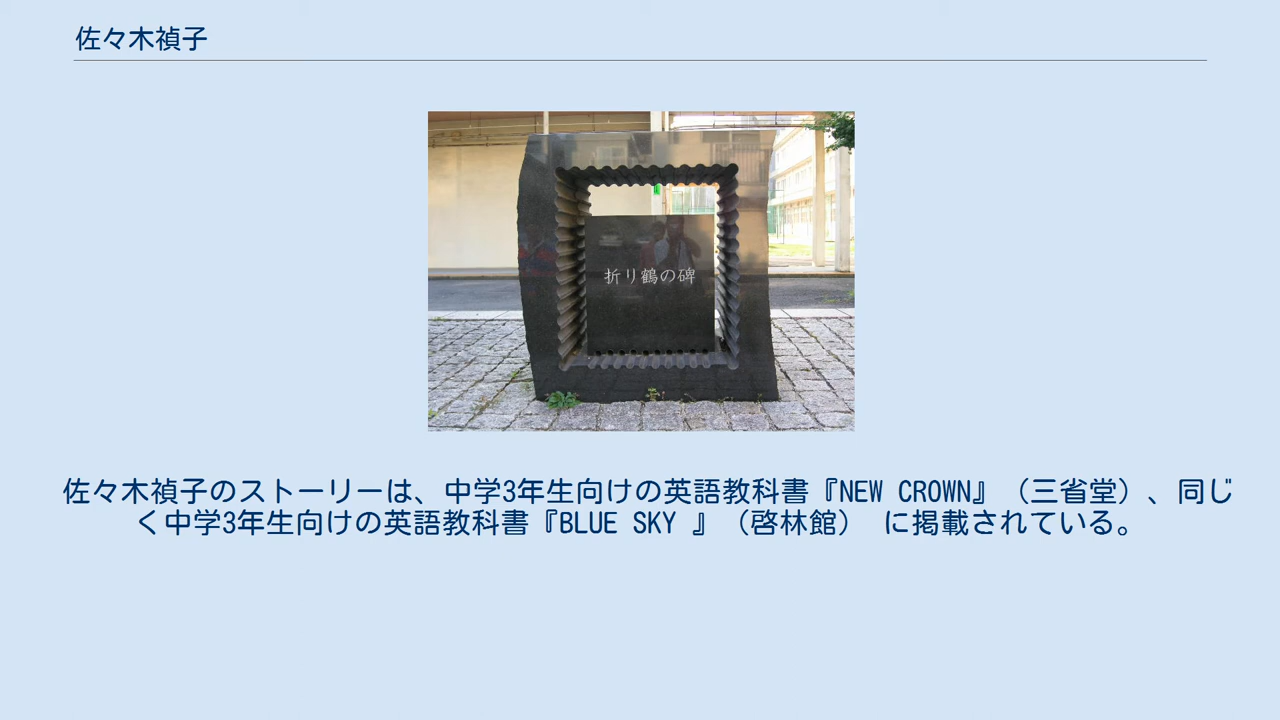 佐々木禎子
折り鶴の碑
佐々木禎子のストーリーは、中学3年生向けの英語教科書『NEW CROWN』（三省堂）、同じ
く中学3年生向けの英語教科書『BLUE SKY 』（啓林館） に掲載されている。